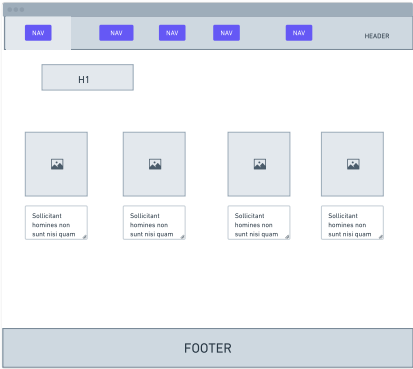 NAV NAV NAV NAV NAV HEADER
H1
Sollicitant
homines non
sunt nisi quam
Sollicitant
homines non
sunt nisi quam
Sollicitant
homines non
sunt nisi quam
Sollicitant
homines non
sunt nisi quam
FOOTER